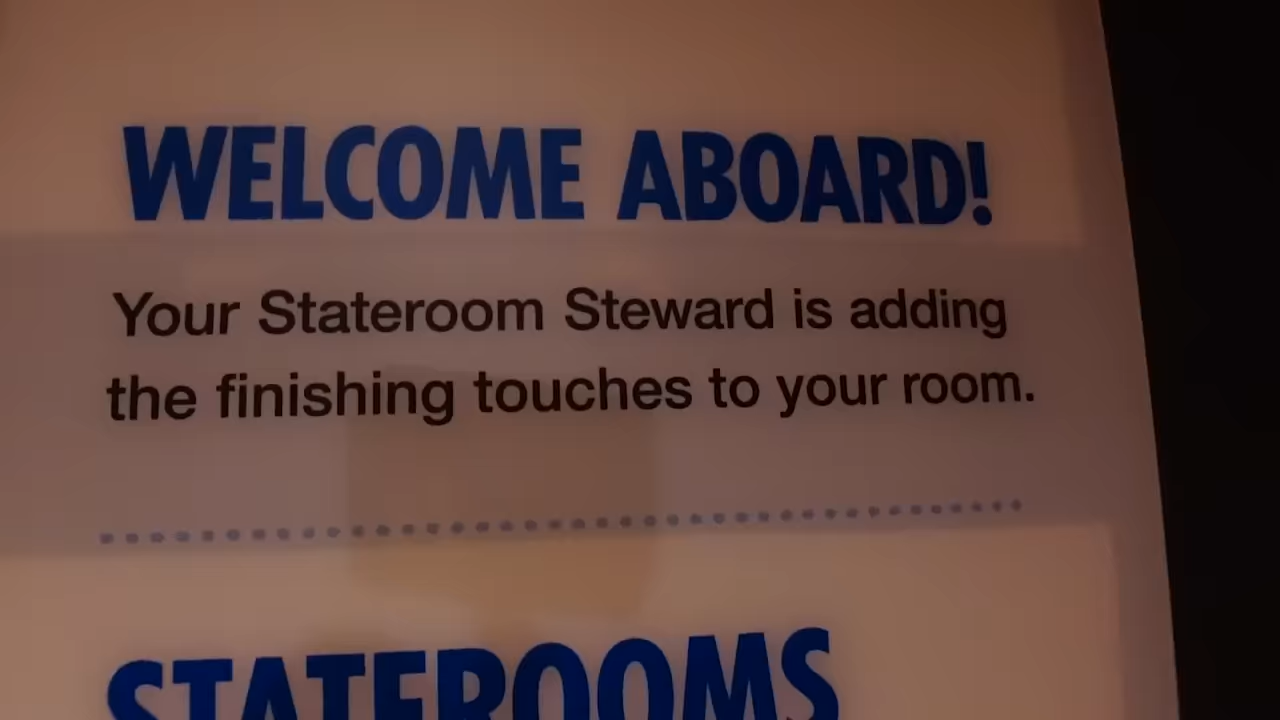 WELCOME ABOARD!
Your Stateroom Steward is adding
the finishing touches to your room.
STATEROOMS